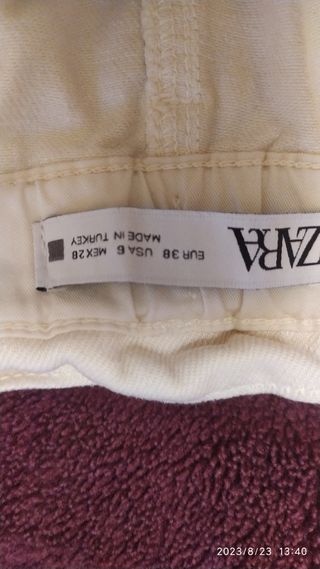 ZARA
EUR 38 USA 6 MEX 28
MADE IN TURKEY
2023/8/23 13:40